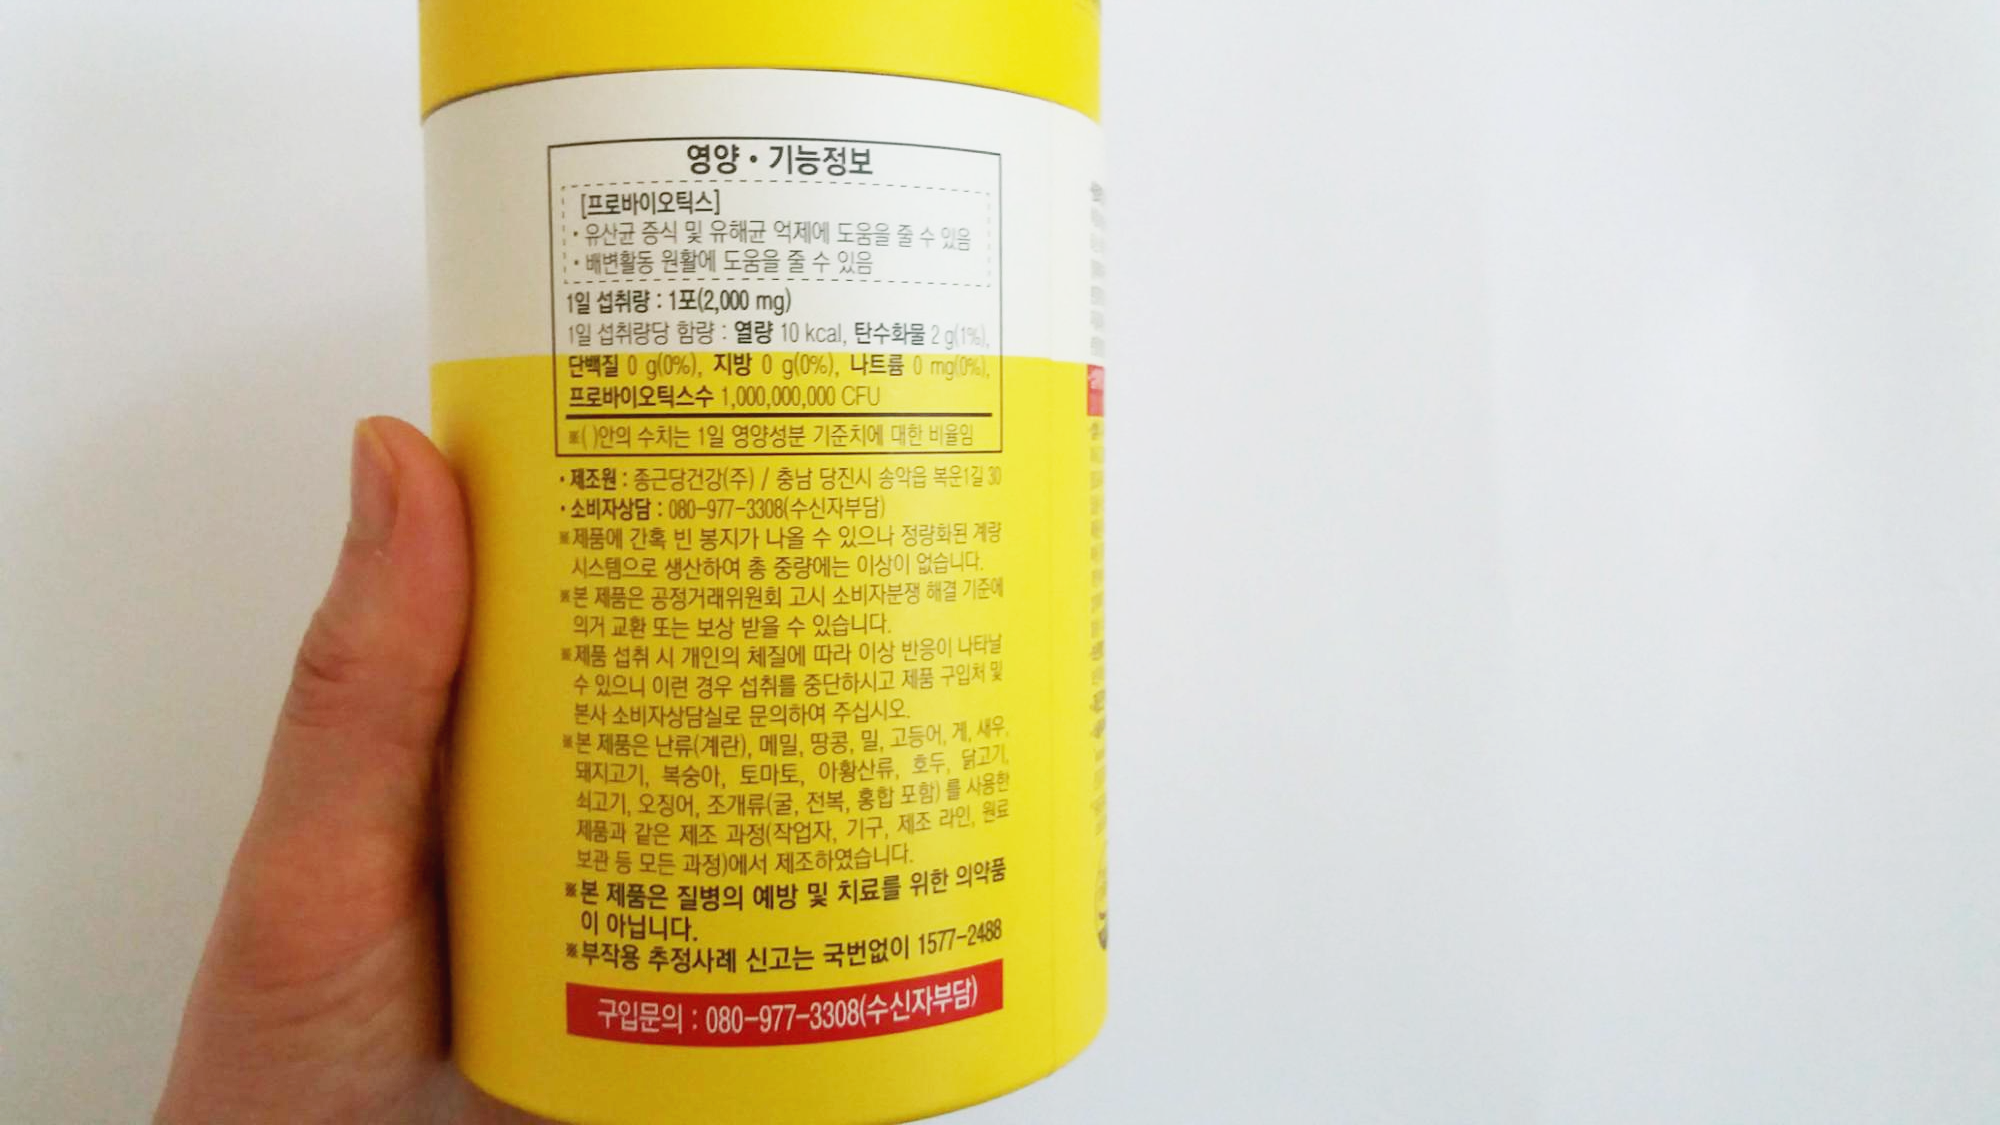 영양 • 기능정보
[프로바이오틱스]
• 유산균 증식 및 유해균 억제에 도움을 줄 수 있음
• 배변활동 원활에 도움을 줄 수 있음
1일 섭취량 : 1포(2,000 mg)
1일 섭취량당 함량 : 열량 10 kcal, 탄수화물 2 g(1%),
단백질 0 g(0%), 지방 0 g(0%), 나트륨 0 mg(0%),
프로바이오틱스수 1,000,000,000 CFU
※( )안의 수치는 1일 영양성분 기준치에 대한 비율임
• 제조원 : 종근당건강(주) / 충남 당진시 송악읍 복운1길 30
• 소비자상담 : 080-977-3308(수신자부담)
※제품에 간혹 빈 봉지가 나올 수 있으나 정량화된 계량
시스템으로 생산하여 총 중량에는 이상이 없습니다.
※본 제품은 공정거래위원회 고시 소비자분쟁 해결 기준에
의거 교환 또는 보상 받을 수 있습니다.
※제품 섭취 시 개인의 체질에 따라 이상 반응이 나타날
수 있으니 이런 경우 섭취를 중단하시고 제품 구입처 및
본사 소비자상담실로 문의하여 주십시오.
※본 제품은 난류(계란), 메밀, 땅콩, 밀, 고등어, 게, 새우,
돼지고기, 복숭아, 토마토, 아황산류, 호두, 닭고기,
쇠고기, 오징어, 조개류(굴, 전복, 홍합 포함) 를 사용한
제품과 같은 제조 과정(작업자, 기구, 제조 라인, 원료
보관 등 모든 과정)에서 제조하였습니다.
※본 제품은 질병의 예방 및 치료를 위한 의약품
이 아닙니다.
※부작용 추정사례 신고는 국번없이 1577-2488
구입문의 : 080-977-3308(수신자부담)